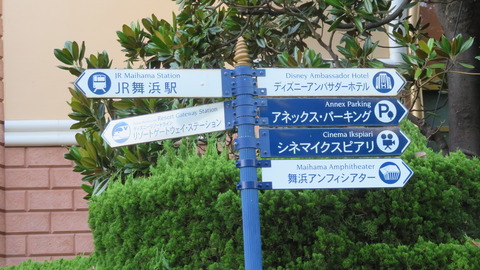 JR Maihama Station
JR舞浜駅
Resort Gateway Station
リゾートゲートウェイ・ステーション
Disney Ambassador Hotel
ディズニーアンバサダーホテル
Annex Parking
アネックス・パーキング
P
Cinema Ikspiari
シネマイクスピアリ
Maihama Amphitheater
舞浜アンフィシアター